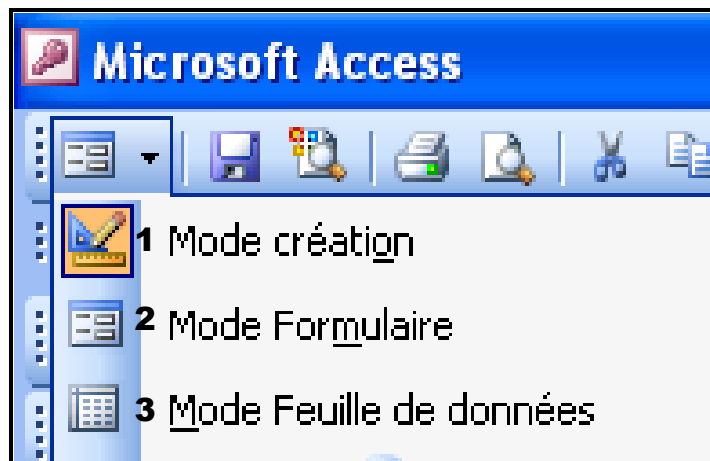 Microsoft Access
1 Mode création
2 Mode Formulaire
3 Mode Feuille de données